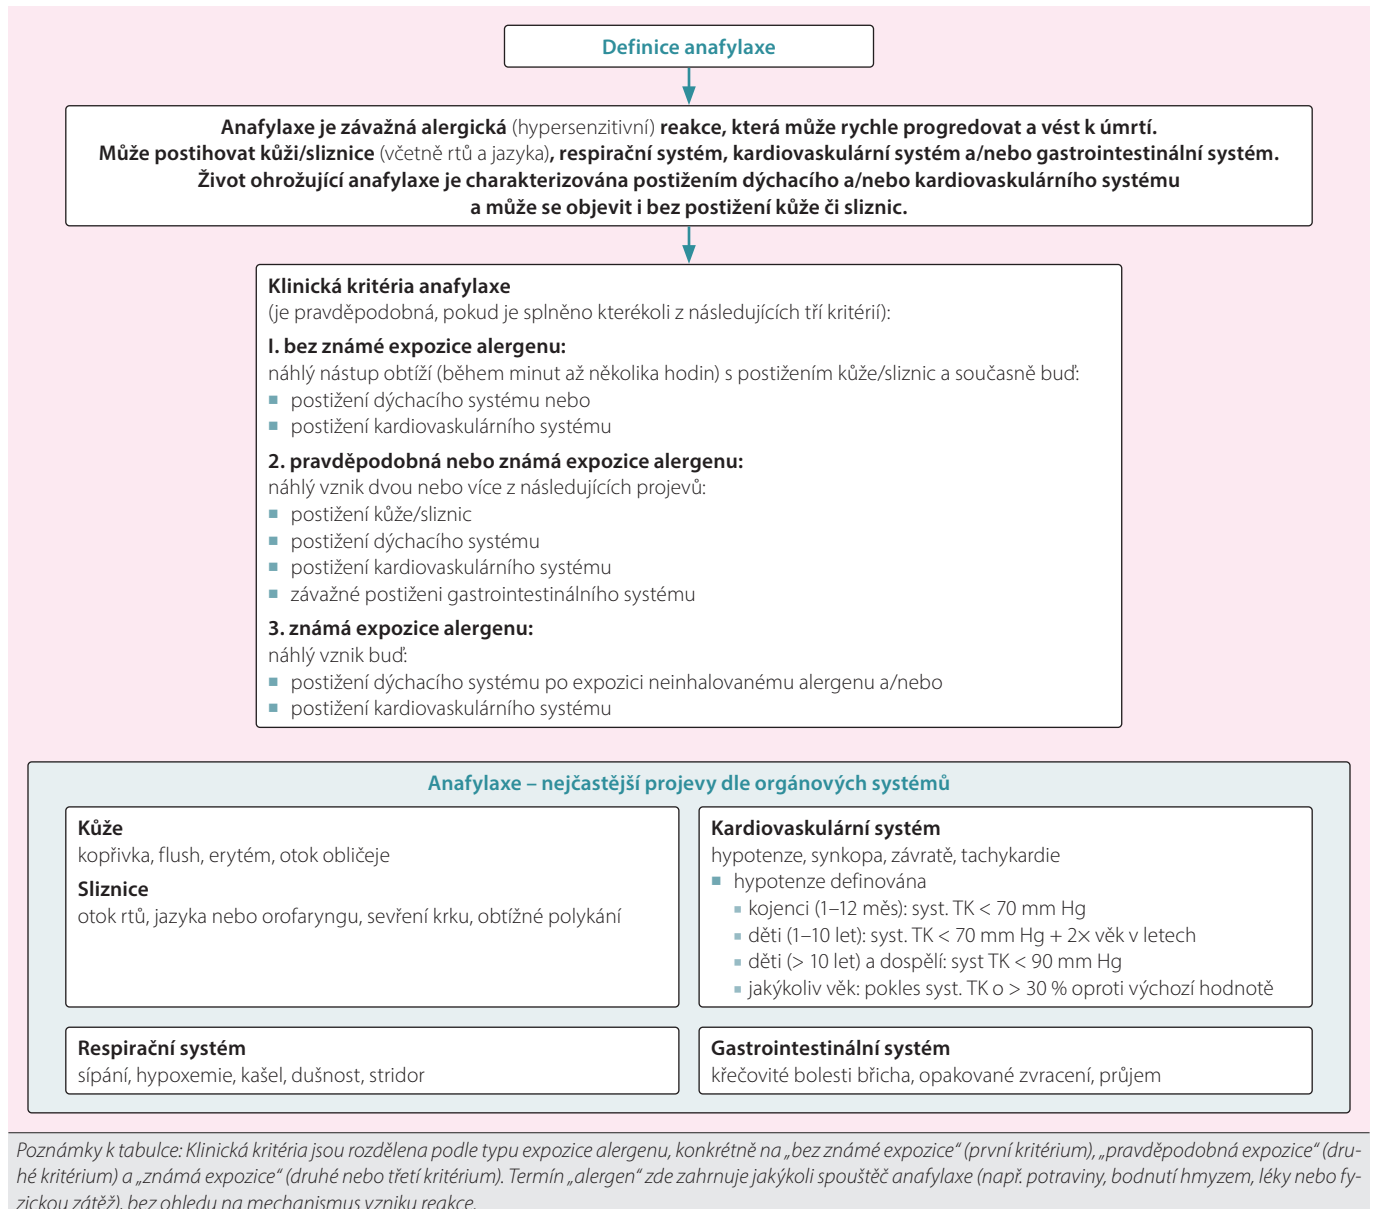 Definice anafylaxe
Anafylaxe je závažná alergická (hypersenzitivní) reakce, která může rychle progredovat a vést k úmrtí.
Může postihovat kůži/sliznice (včetně rtů a jazyka), respirační systém, kardiovaskulární systém a/nebo gastrointestinální systém.
Život ohrožující anafylaxe je charakterizována postižením dýchacího a/nebo kardiovaskulárního systému
a může se objevit i bez postižení kůže či sliznic.
Klinická kritéria anafylaxe
(je pravděpodobná, pokud je splněno kterékoli z následujících tří kritérií):
I. bez známé expozice alergenu:
náhlý nástup obtíží (během minut až několika hodin) s postižením kůže/sliznic a současně buď:
■ postižení dýchacího systému nebo
■ postižení kardiovaskulárního systému
2. pravděpodobná nebo známá expozice alergenu:
náhlý vznik dvou nebo více z následujících projevů:
■ postižení kůže/sliznic
■ postižení dýchacího systému
■ postižení kardiovaskulárního systému
■ závažné postiženi gastrointestinálního systému
3. známá expozice alergenu:
náhlý vznik buď:
■ postižení dýchacího systému po expozici neinhalovanému alergenu a/nebo
■ postižení kardiovaskulárního systému
Anafylaxe – nejčastější projevy dle orgánových systémů
Kůže
kopřivka, flush, erytém, otok obličeje
Sliznice
otok rtů, jazyka nebo orofaryngu, sevření krku, obtížné polykání
Kardiovaskulární systém
hypotenze, synkopa, závratě, tachykardie
■ hypotenze definována
■ kojenci (1–12 měs): syst. TK < 70 mm Hg
■ děti (1–10 let): syst. TK < 70 mm Hg + 2× věk v letech
■ děti (> 10 let) a dospělí: syst TK < 90 mm Hg
■ jakýkoliv věk: pokles syst. TK o > 30 % oproti výchozí hodnotě
Respirační systém
sípání, hypoxemie, kašel, dušnost, stridor
Gastrointestinální systém
křečovité bolesti břicha, opakované zvracení, průjem
Poznámky k tabulce: Klinická kritéria jsou rozdělena podle typu expozice alergenu, konkrétně na „bez známé expozice“ (první kritérium), „pravděpodobná expozice“ (dru-
hé kritérium) a „známá expozice“ (druhé nebo třetí kritérium). Termín „alergen“ zde zahrnuje jakýkoli spouštěč anafylaxe (např. potraviny, bodnutí hmyzem, léky nebo fy-
zickou zátěž), bez ohledu na mechanismus vzniku reakce.